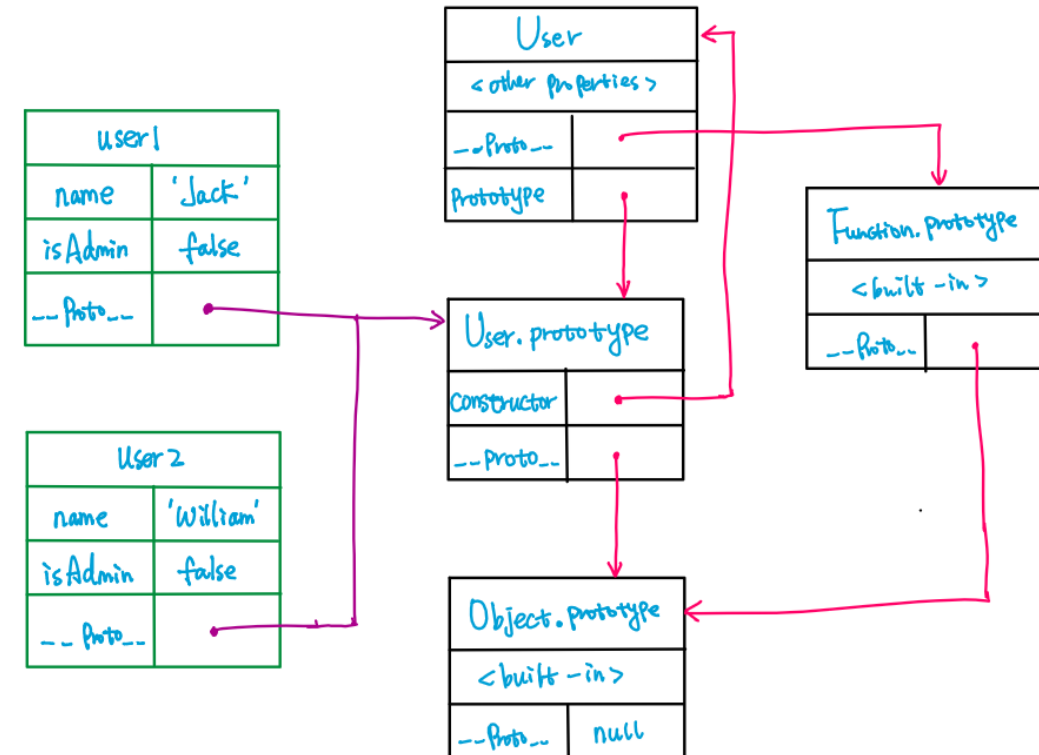 User
<other properties>
__Proto__
Prototype
user1
name 'Jack'
isAdmin false
__Proto__
Function.prototype
<built-in>
__Proto__
User.prototype
constructor
__proto__
User2
name 'William'
isAdmin false
__Proto__
Object.prototype
<built-in>
__Proto__ null